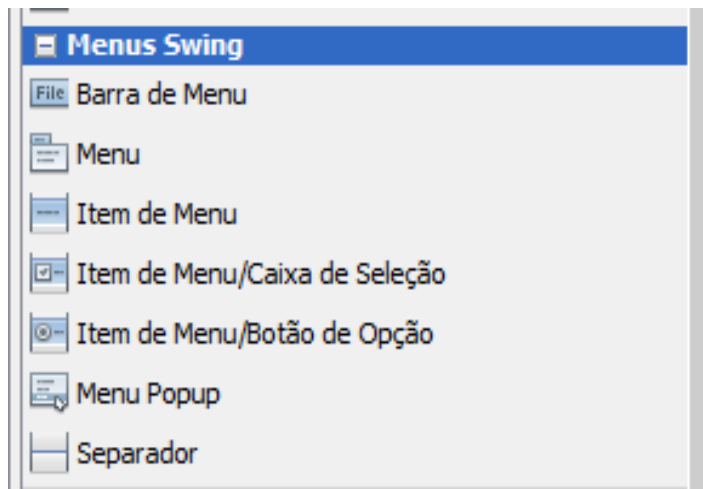 Menus Swing
File Barra de Menu
Menu
Item de Menu
Item de Menu/Caixa de Seleção
Item de Menu/Botão de Opção
Menu Popup
Separador